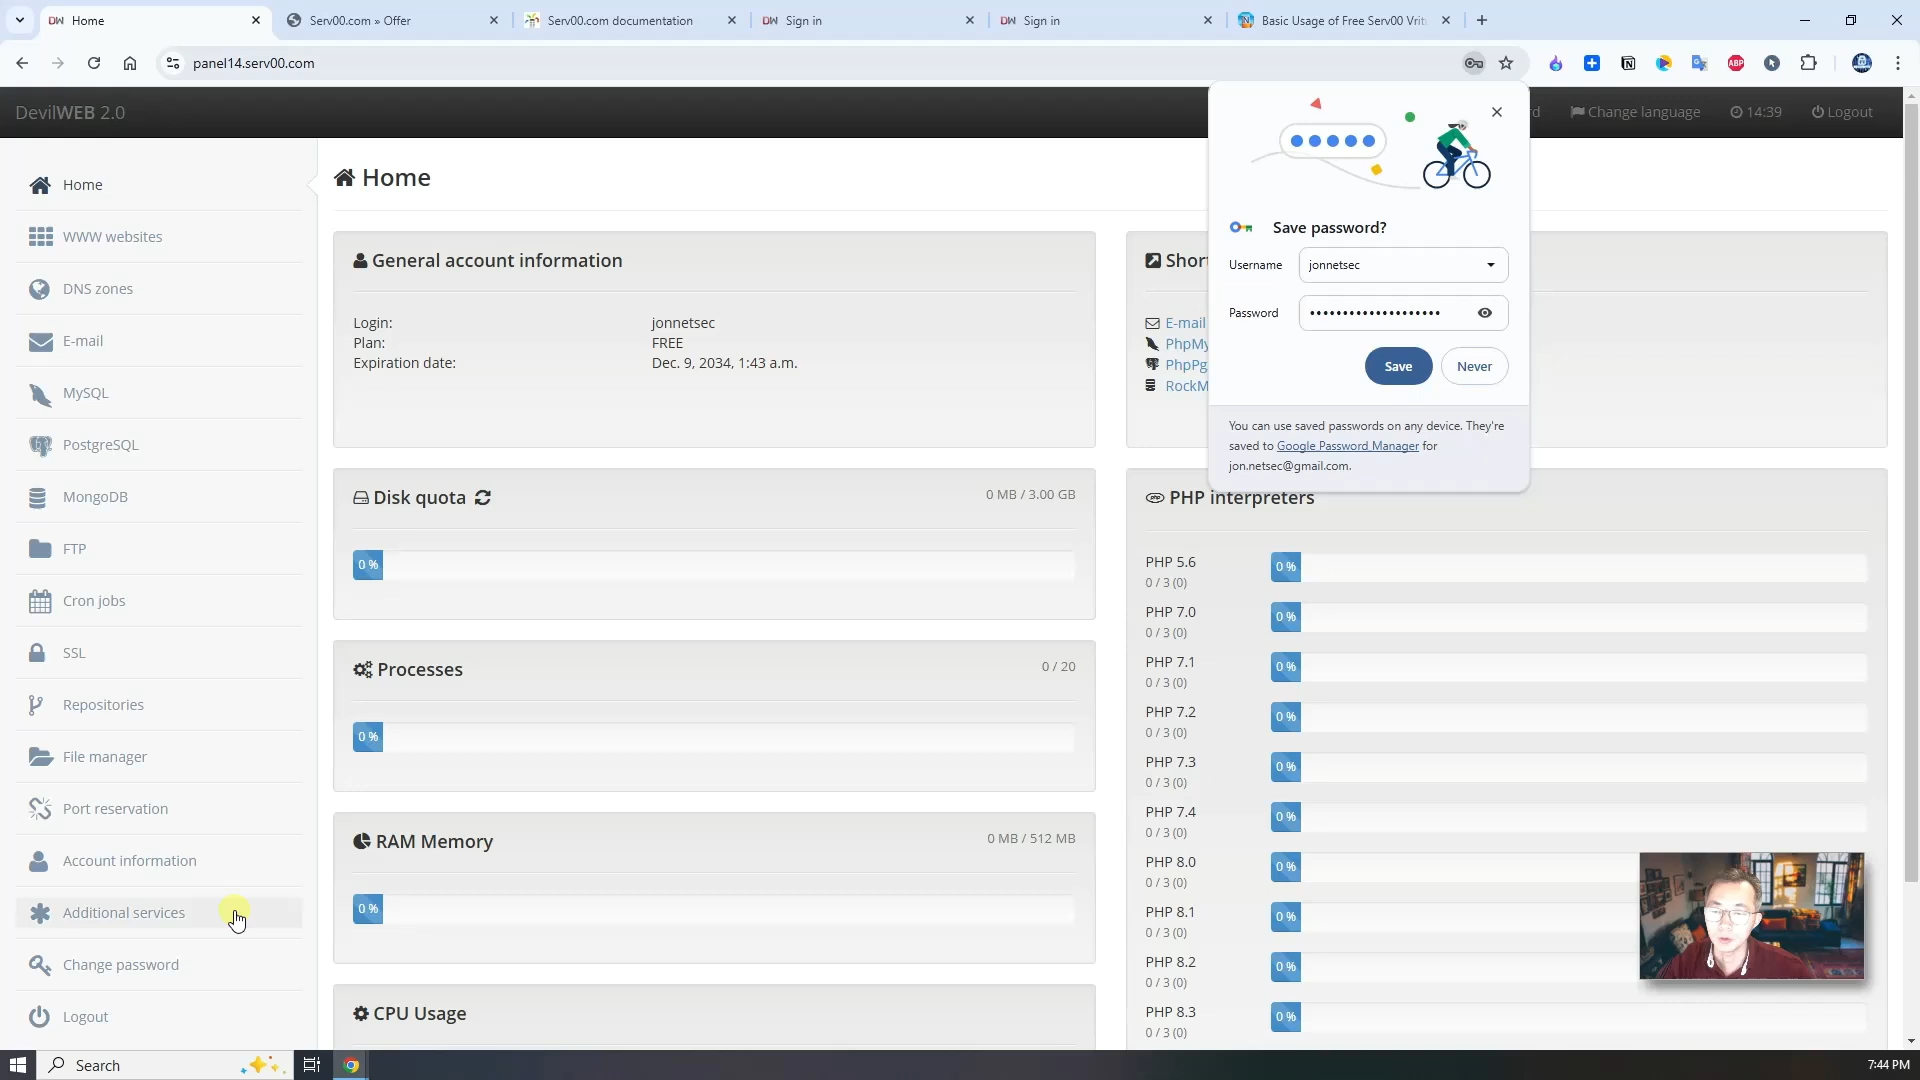 DW Home
Serv00.com » Offer
Serv00.com documentation
DW Sign in
DW Sign in
Basic Usage of Free Serv00 Virt
panel14.serv00.com
ABP
DevilWEB 2.0
Change language
14:39
Logout
Home
WWW websites
DNS zones
E-mail
MySQL
PostgreSQL
MongoDB
FTP
Cron jobs
SSL
Repositories
File manager
Port reservation
Account information
Additional services
Change password
Logout
Home
General account information
Login: jonnetsec
Plan: FREE
Expiration date: Dec. 9, 2034, 1:43 a.m.
Disk quota 0 MB / 3.00 GB
0 %
Processes 0 / 20
0 %
RAM Memory 0 MB / 512 MB
0 %
CPU Usage
Shor
E-mail
PhpMy
PhpPg
RockM
Save password?
Username jonnetsec
Password ••••••••••••••••••••
Save Never
You can use saved passwords on any device. They're
saved to Google Password Manager for
jon.netsec@gmail.com.
PHP interpreters
PHP 5.6
0 / 3 (0)
0 %
PHP 7.0
0 / 3 (0)
0 %
PHP 7.1
0 / 3 (0)
0 %
PHP 7.2
0 / 3 (0)
0 %
PHP 7.3
0 / 3 (0)
0 %
PHP 7.4
0 / 3 (0)
0 %
PHP 8.0
0 / 3 (0)
0 %
PHP 8.1
0 / 3 (0)
0 %
PHP 8.2
0 / 3 (0)
0 %
PHP 8.3
0 / 3 (0)
0 %
Search
7:44 PM